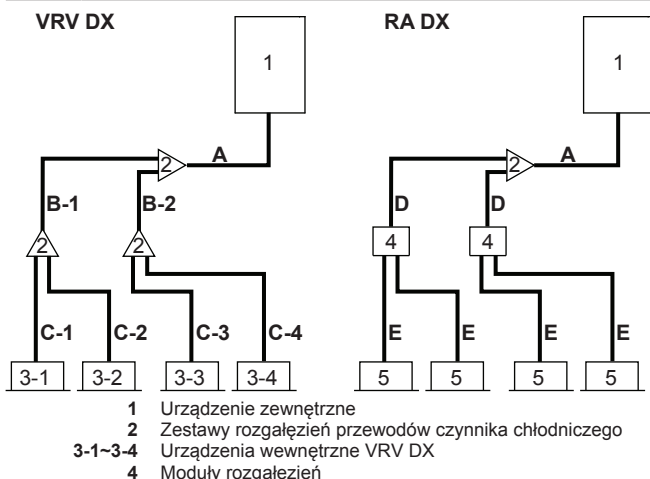 VRV DX RA DX
1 1
2 A 2 A
B-1 B-2 D D
2 2 4 4
C-1 C-2 C-3 C-4 E E E E
3-1 3-2 3-3 3-4 5 5 5 5
1 Urządzenie zewnętrzne
2 Zestawy rozgałęzień przewodów czynnika chłodniczego
3-1~3-4 Urządzenia wewnętrzne VRV DX
4 Moduły rozgałęzień